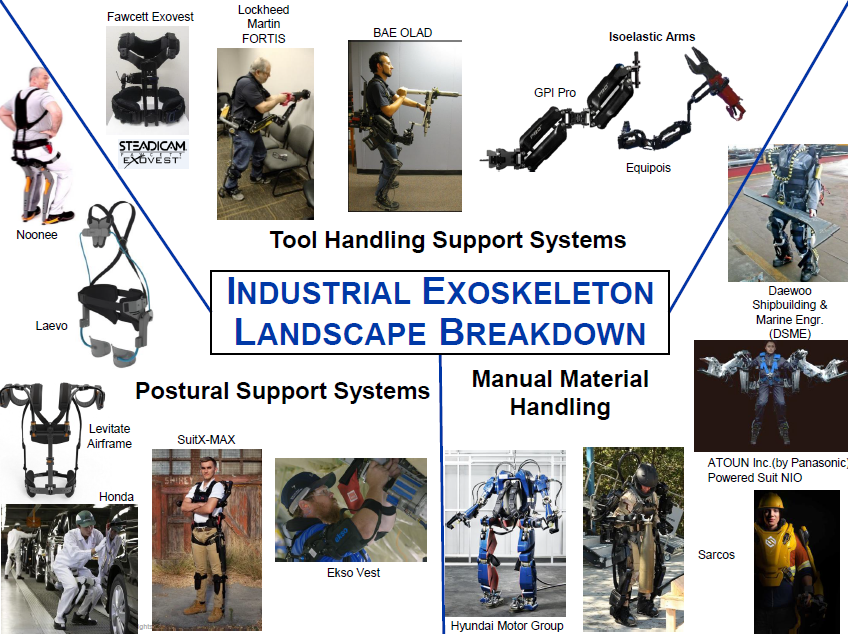 Fawcett Exovest
STEADICAM
FAWCETT
EXOVEST
Lockheed
Martin
FORTIS
BAE OLAD
Isoelastic Arms
GPI Pro
Equipois
Noonee
Tool Handling Support Systems
Laevo
INDUSTRIAL EXOSKELETON
LANDSCAPE BREAKDOWN
Daewoo
Shipbuilding &
Marine Engr.
(DSME)
Postural Support Systems
Manual Material
Handling
Levitate
Airframe
SuitX-MAX
SHIRLEY
Honda
Ekso Vest
ATOUN Inc.(by Panasonic)
Powered Suit NIO
Sarcos
Hyundai Motor Group